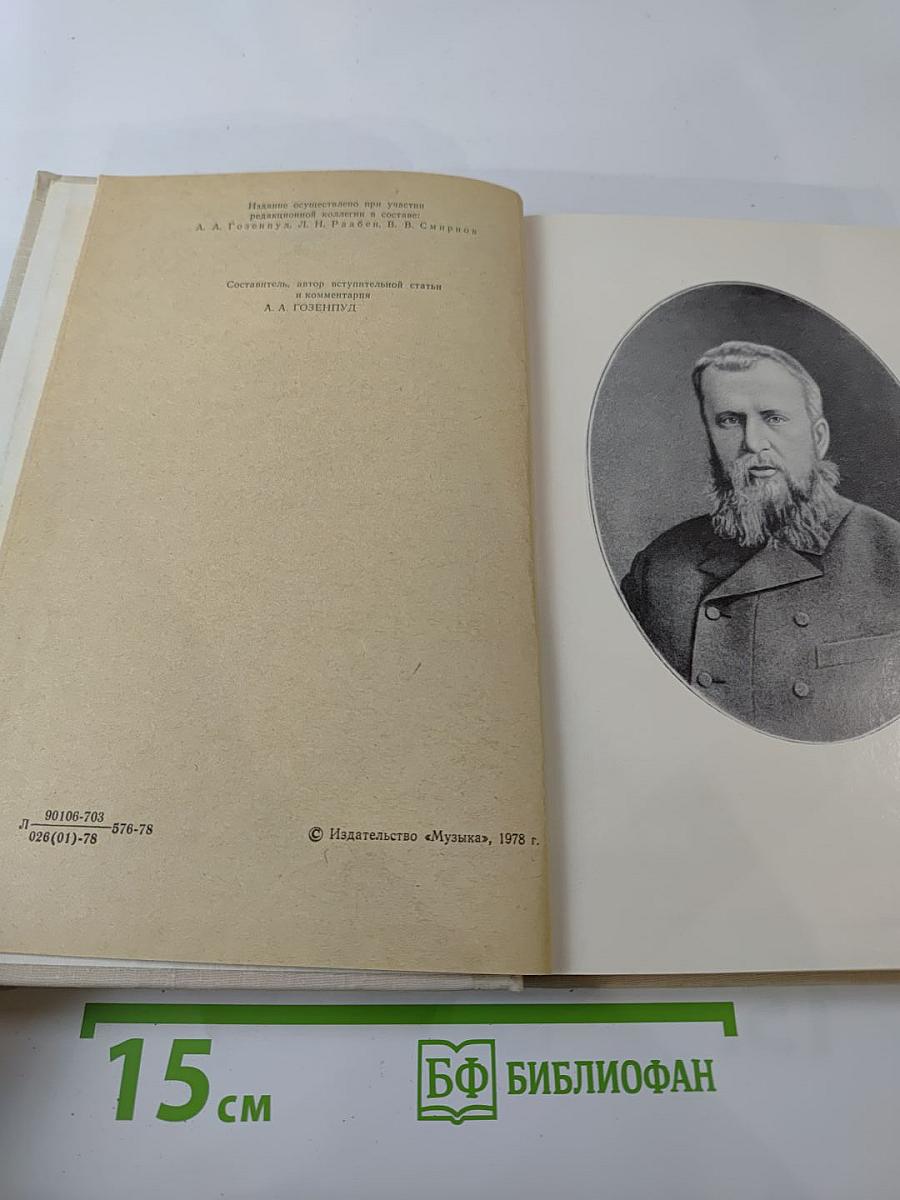 Издание осуществлено при участии
редакционной коллегии в составе:
А. А. Гозенпуд, Л. Н. Раабен, В. В. Смирнов
Составитель, автор вступительной статьи
и комментария
А. А. ГОЗЕНПУД
Л 90106-703 576-78
026(01)-78
© Издательство «Музыка», 1978 г.
15 см
БФ БИБЛИОФАН